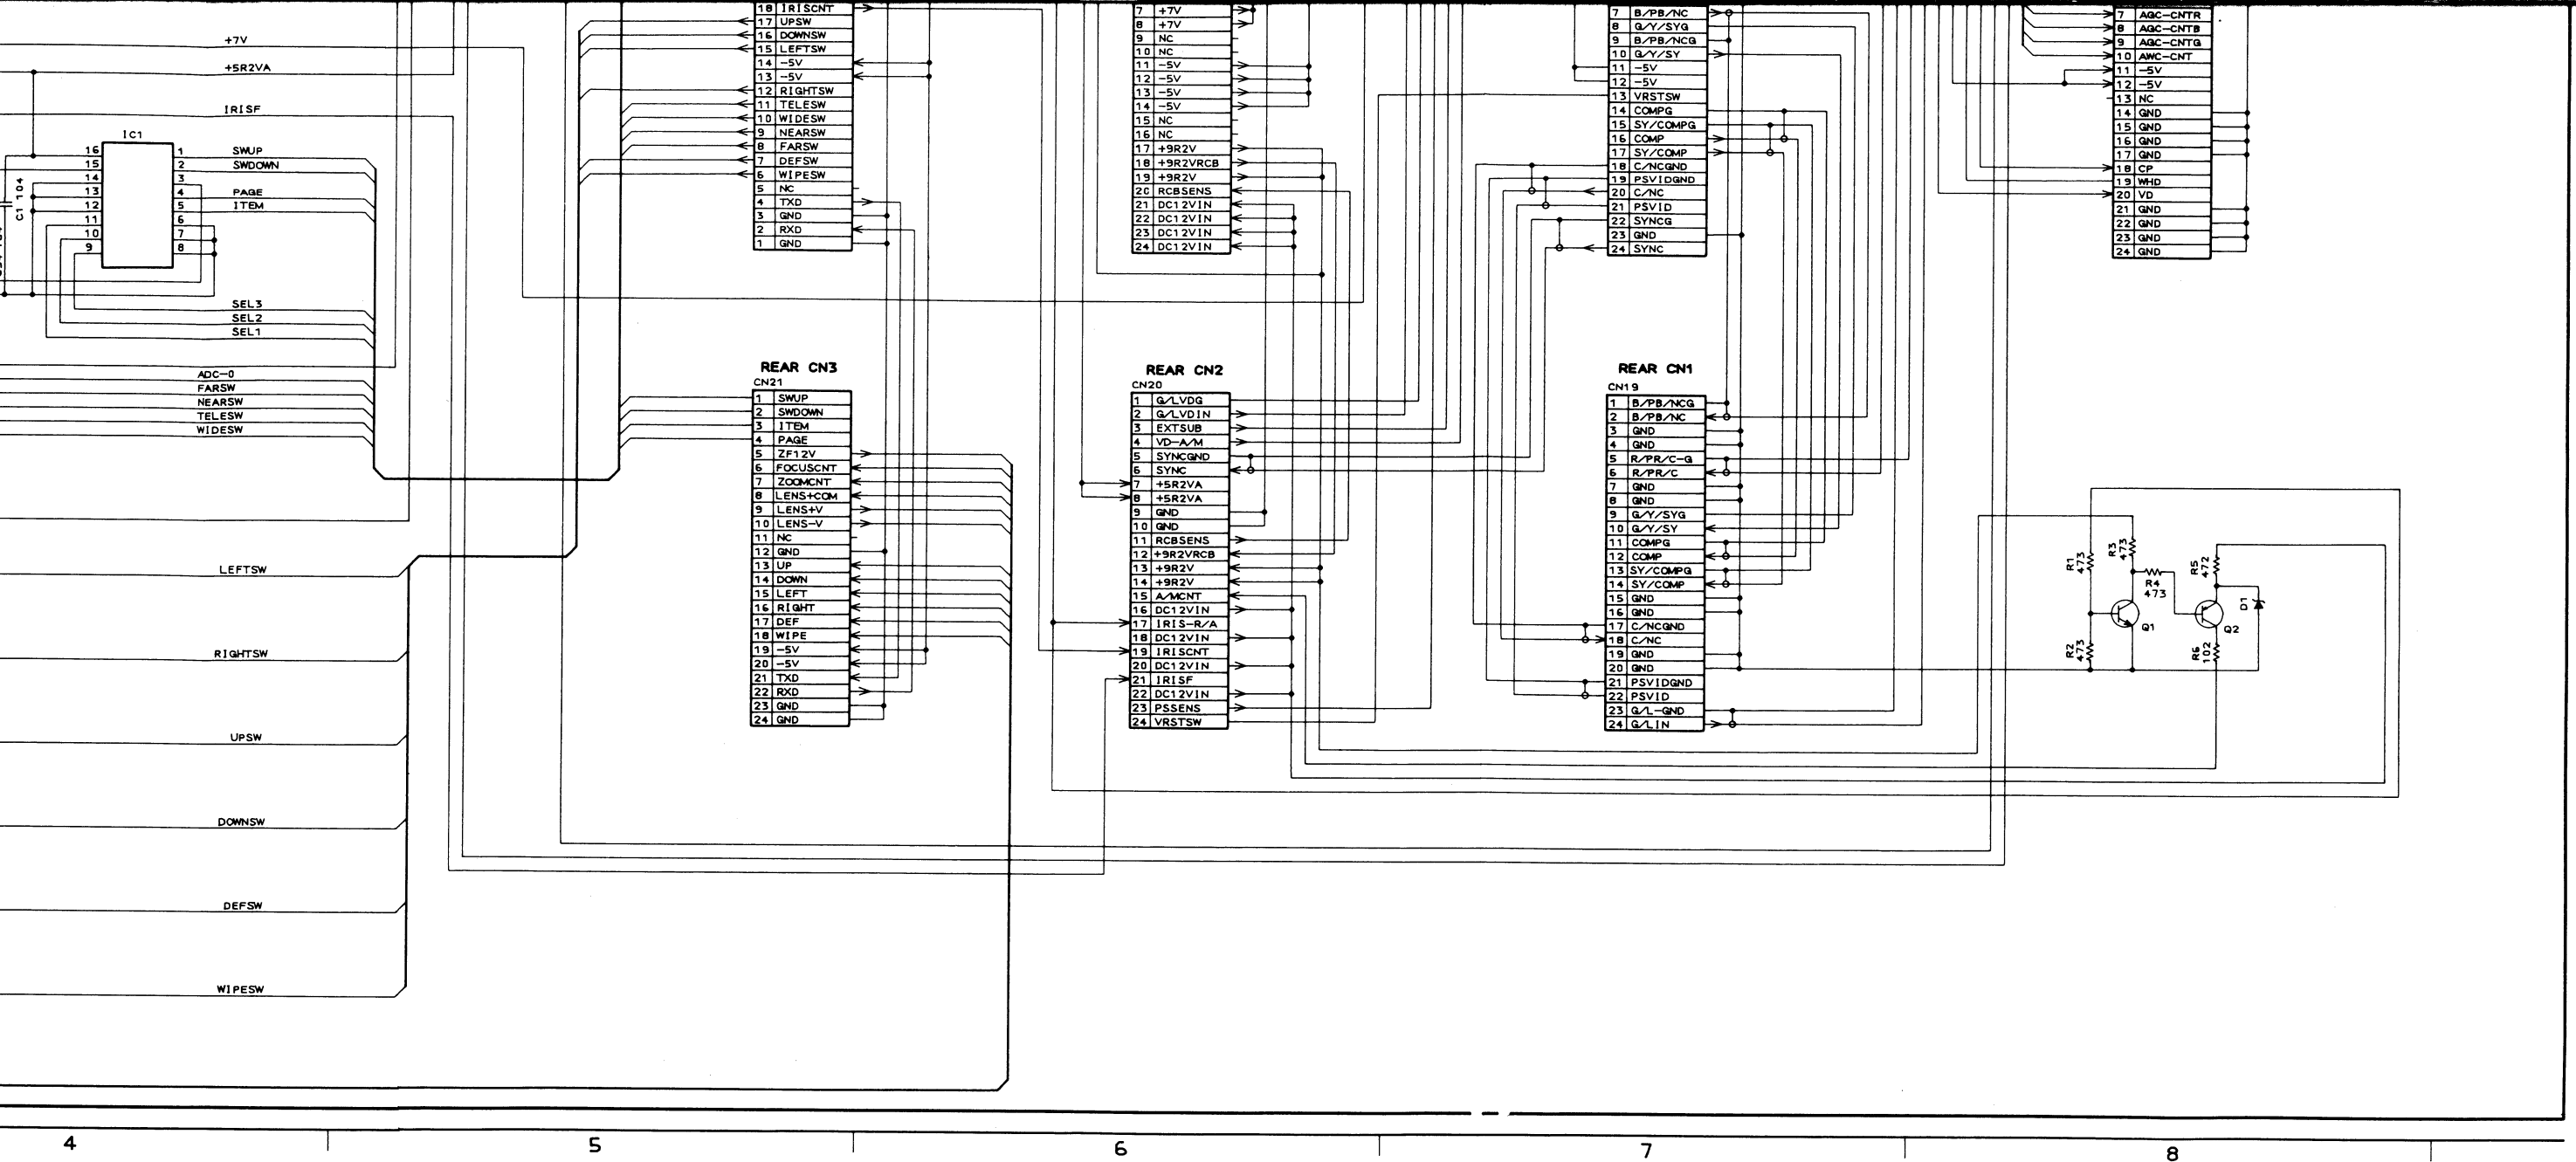 +7V
+5R2VA
IRISF
IC1
C1 104
16
15
14
13
12
11
10
9
1
2
3
4
5
6
7
8
SWUP
SWDOWN
PAGE
ITEM
SEL3
SEL2
SEL1
ADC-0
FARSW
NEARSW
TELESW
WIDESW
LEFTSW
RIGHTSW
UPSW
DOWNSW
DEFSW
WIPESW
18 IRISCNT
17 UPSW
16 DOWNSW
15 LEFTSW
14 -5V
13 -5V
12 RIGHTSW
11 TELESW
10 WIDESW
9 NEARSW
8 FARSW
7 DEFSW
6 WIPESW
5 NC
4 TXD
3 GND
2 RXD
1 GND
REAR CN3
CN21
1 SWUP
2 SWDOWN
3 ITEM
4 PAGE
5 ZF12V
6 FOCUSCNT
7 ZOOMCNT
8 LENS+COM
9 LENS+V
10 LENS-V
11 NC
12 GND
13 UP
14 DOWN
15 LEFT
16 RIGHT
17 DEF
18 WIPE
19 -5V
20 -5V
21 TXD
22 RXD
23 GND
24 GND
7 +7V
8 +7V
9 NC
10 NC
11 -5V
12 -5V
13 -5V
14 -5V
15 NC
16 NC
17 +9R2V
18 +9R2VRCB
19 +9R2V
20 RCBSENS
21 DC12VIN
22 DC12VIN
23 DC12VIN
24 DC12VIN
REAR CN2
CN20
1 G/LVDG
2 G/LVDIN
3 EXTSUB
4 VD-A/M
5 SYNCGND
6 SYNC
7 +5R2VA
8 +5R2VA
9 GND
10 GND
11 RCBSENS
12 +9R2VRCB
13 +9R2V
14 +9R2V
15 A/MCNT
16 DC12VIN
17 IRIS-R/A
18 DC12VIN
19 IRISCNT
20 DC12VIN
21 IRISF
22 DC12VIN
23 PSSENS
24 VRSTSW
7 B/PB/NC
8 G/Y/SYG
9 B/PB/NCG
10 G/Y/SY
11 -5V
12 -5V
13 VRSTSW
14 COMPG
15 SY/COMPG
16 COMP
17 SY/COMP
18 C/NCGND
19 PSVIDGND
20 C/NC
21 PSVID
22 SYNCG
23 GND
24 SYNC
REAR CN1
CN19
1 B/PB/NCG
2 B/PB/NC
3 GND
4 GND
5 R/PR/C-G
6 R/PR/C
7 GND
8 GND
9 G/Y/SYG
10 G/Y/SY
11 COMPG
12 COMP
13 SY/COMPG
14 SY/COMP
15 GND
16 GND
17 C/NCGND
18 C/NC
19 GND
20 GND
21 PSVIDGND
22 PSVID
23 G/L-GND
24 G/LIN
7 AGC-CNTR
8 AGC-CNTB
9 AGC-CNTG
10 AWC-CNT
11 -5V
12 -5V
13 NC
14 GND
15 GND
16 GND
17 GND
18 CP
19 WHD
20 VD
21 GND
22 GND
23 GND
24 GND
R1 473
R3 473
R4 473
R5 472
D1
Q1
Q2
R2 473
R6 102
4
5
6
7
8